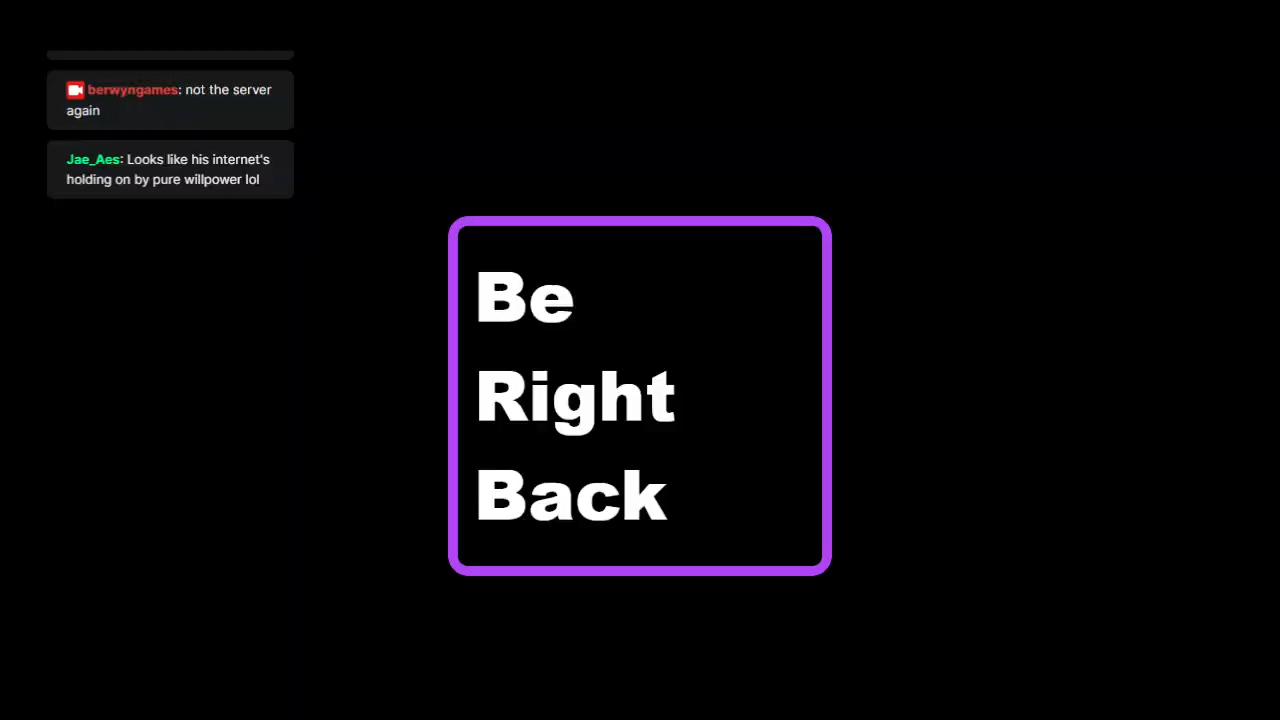 berwyngames: not the server
again
Jae_Aes: Looks like his internet's
holding on by pure willpower lol
Be
Right
Back